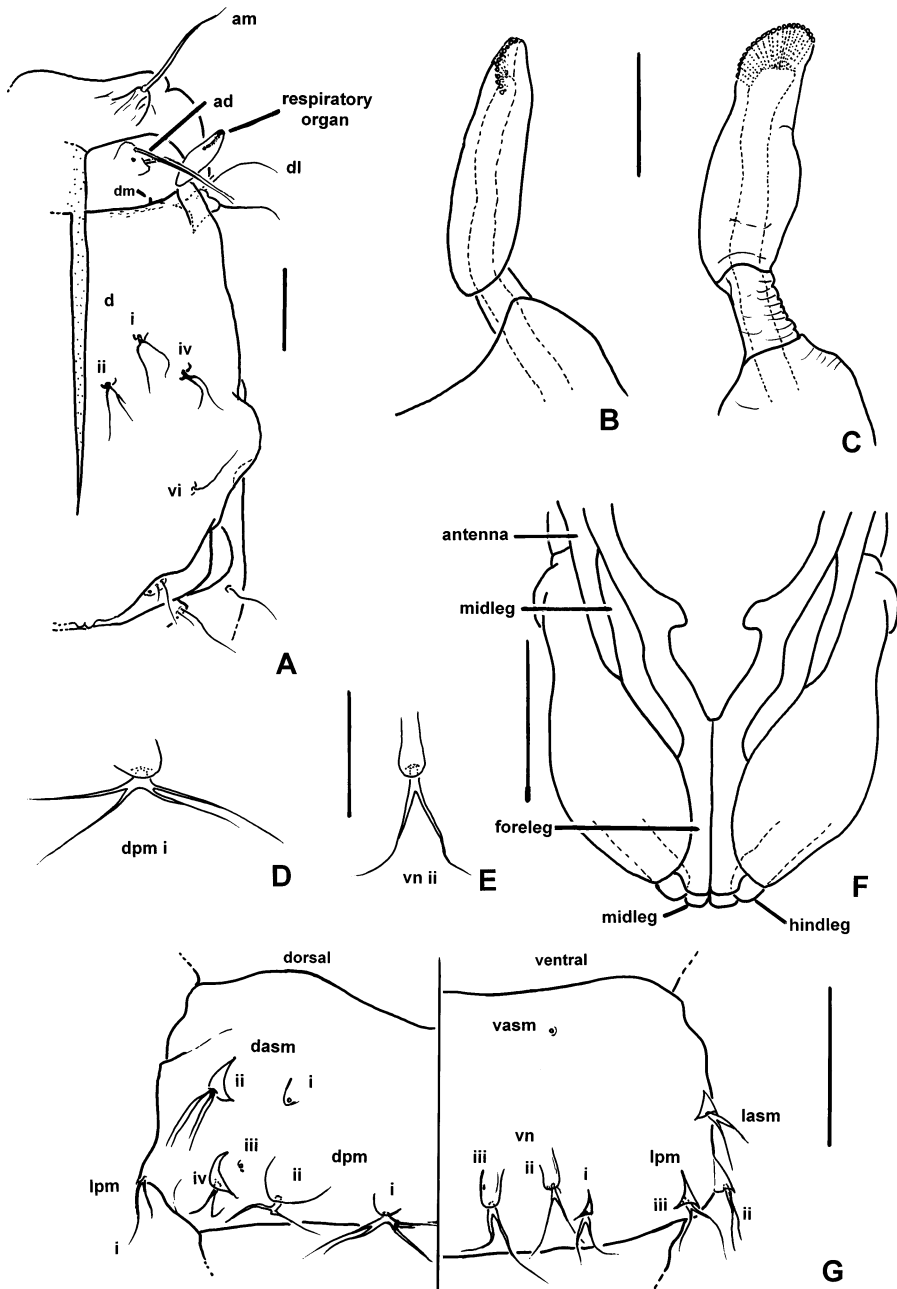 am
ad
respiratory
organ
dl
dm
d
i
ii
iv
vi
A
B
C
dpm i
D
vn ii
E
antenna
midleg
foreleg
midleg
hindleg
F
dorsal
dasm
ii
i
iii
iv
ii
dpm
i
lpm
i
ventral
vasm
lasm
vn
iii
ii
i
lpm
iii
ii
G